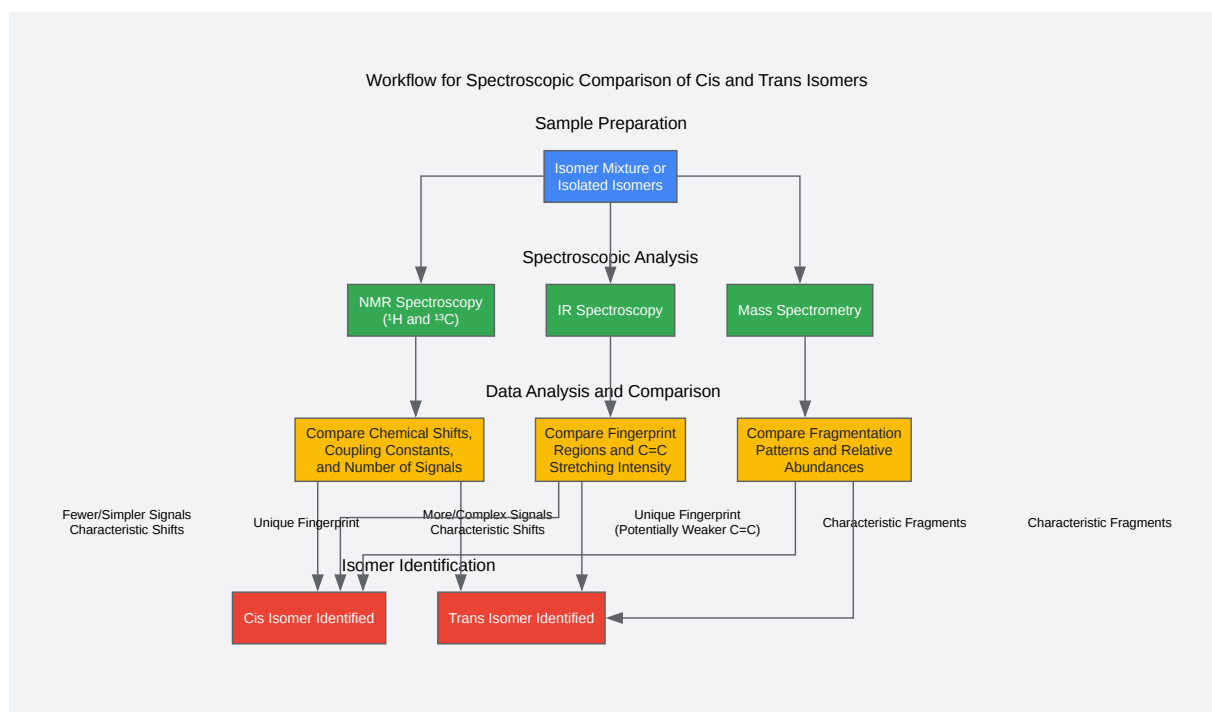 Workflow for Spectroscopic Comparison of Cis and Trans Isomers
Sample Preparation
Isomer Mixture or
Isolated Isomers
Spectroscopic Analysis
NMR Spectroscopy
(¹H and ¹³C)
IR Spectroscopy
Mass Spectrometry
Data Analysis and Comparison
Compare Chemical Shifts,
Coupling Constants,
and Number of Signals
Compare Fingerprint
Regions and C=C
Stretching Intensity
Compare Fragmentation
Patterns and Relative
Abundances
Fewer/Simpler Signals
Characteristic Shifts
Unique Fingerprint
More/Complex Signals
Characteristic Shifts
Unique Fingerprint
(Potentially Weaker C=C)
Characteristic Fragments
Characteristic Fragments
Isomer Identification
Cis Isomer Identified
Trans Isomer Identified